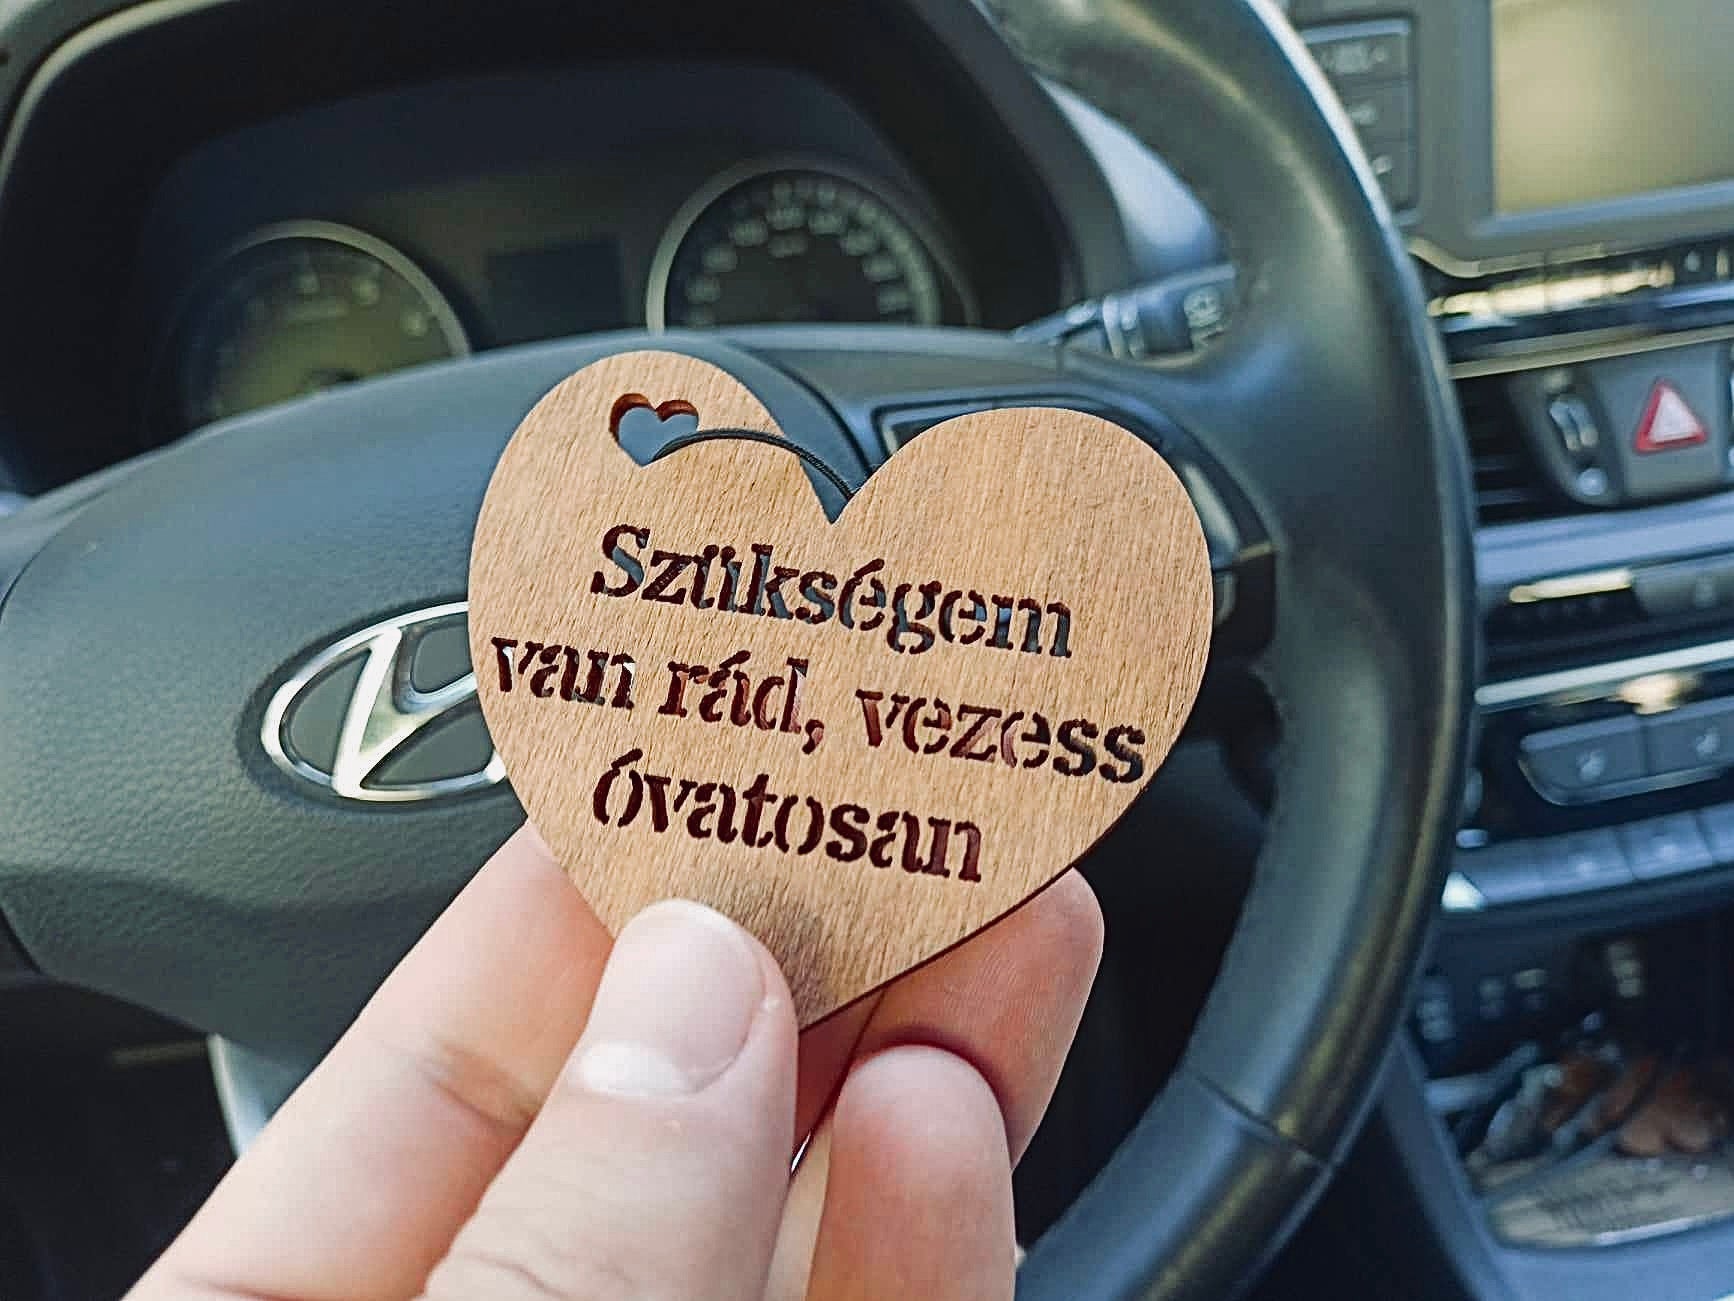 Szükségem
van rád, vezess
óvatosan